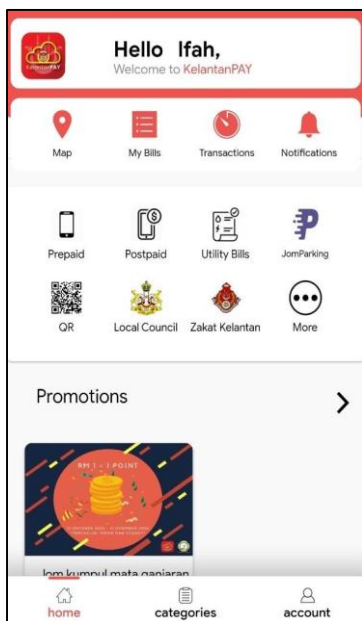 KelantanPAY
Hello Ifah,
Welcome to KelantanPAY
Map
My Bills
Transactions
Notifications
Prepaid
Postpaid
Utility Bills
JomParking
QR
Local Council
Zakat Kelantan
More
Promotions
RM 1 = 1 POINT
Jom kumpul mata ganjaran
home
categories
account